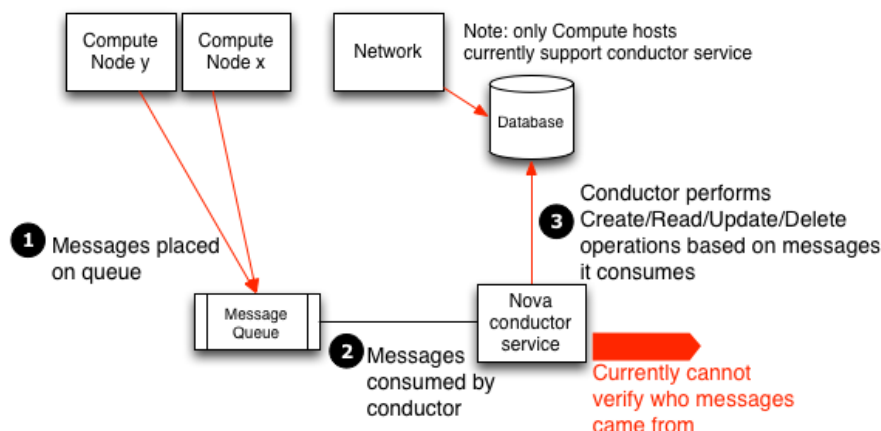 Compute
Node y
Compute
Node x
Network
Note: only Compute hosts
currently support conductor service
Database
1
Messages placed
on queue
3
Conductor performs
Create/Read/Update/Delete
operations based on messages
it consumes
Message
Queue
2
Messages
consumed by
conductor
Nova
conductor
service
Currently cannot
verify who messages
came from